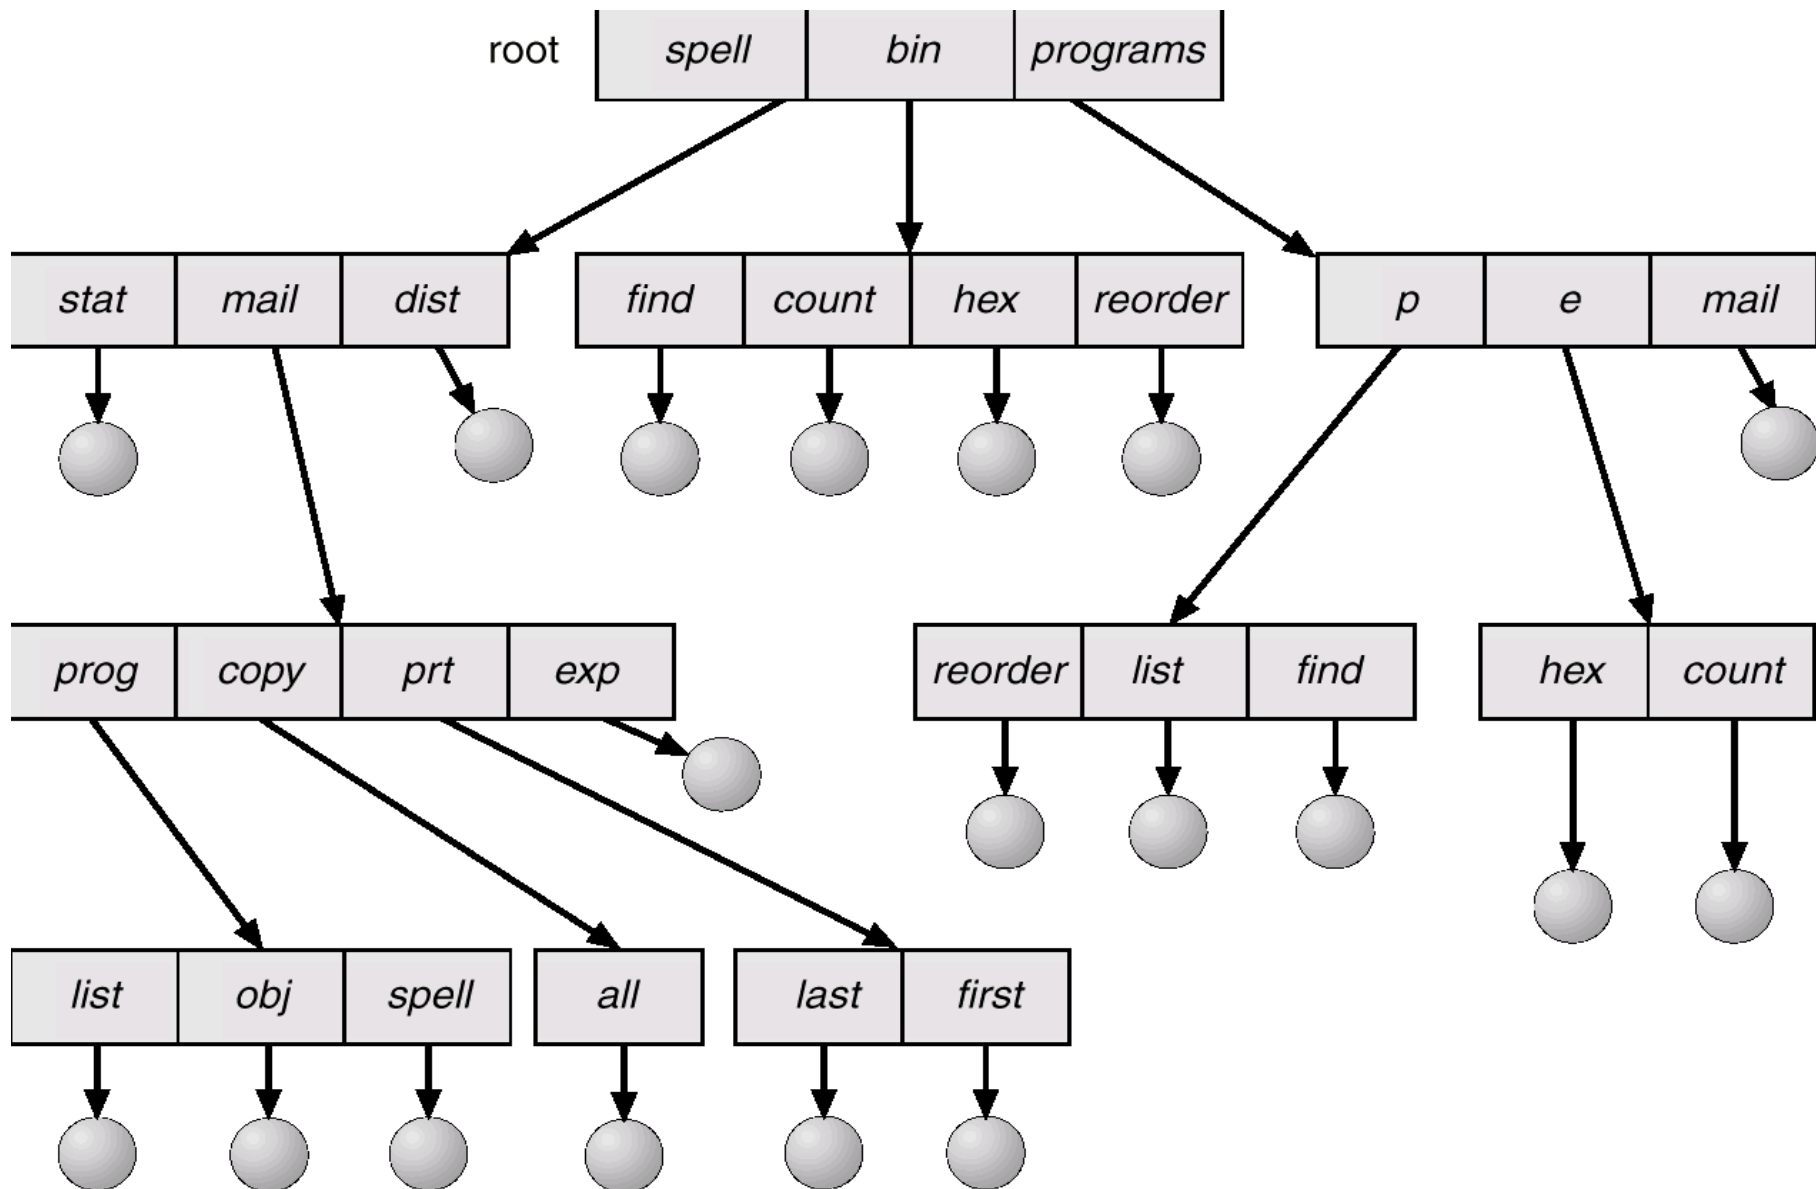 root spell bin programs
stat mail dist find count hex reorder p e mail
prog copy prt exp reorder list find hex count
list obj spell all last first